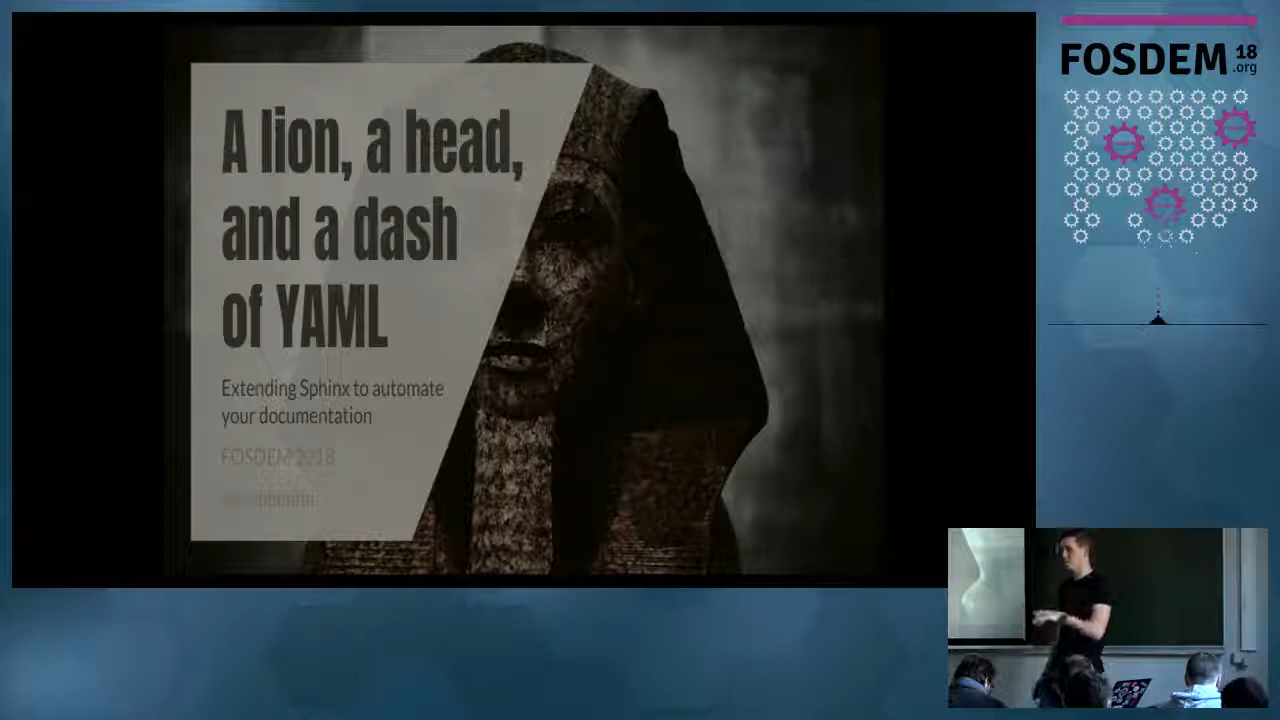 A lion, a head,
and a dash
of YAML
Extending Sphinx to automate
your documentation
FOSDEM 2018
FOSDEM 18
.org